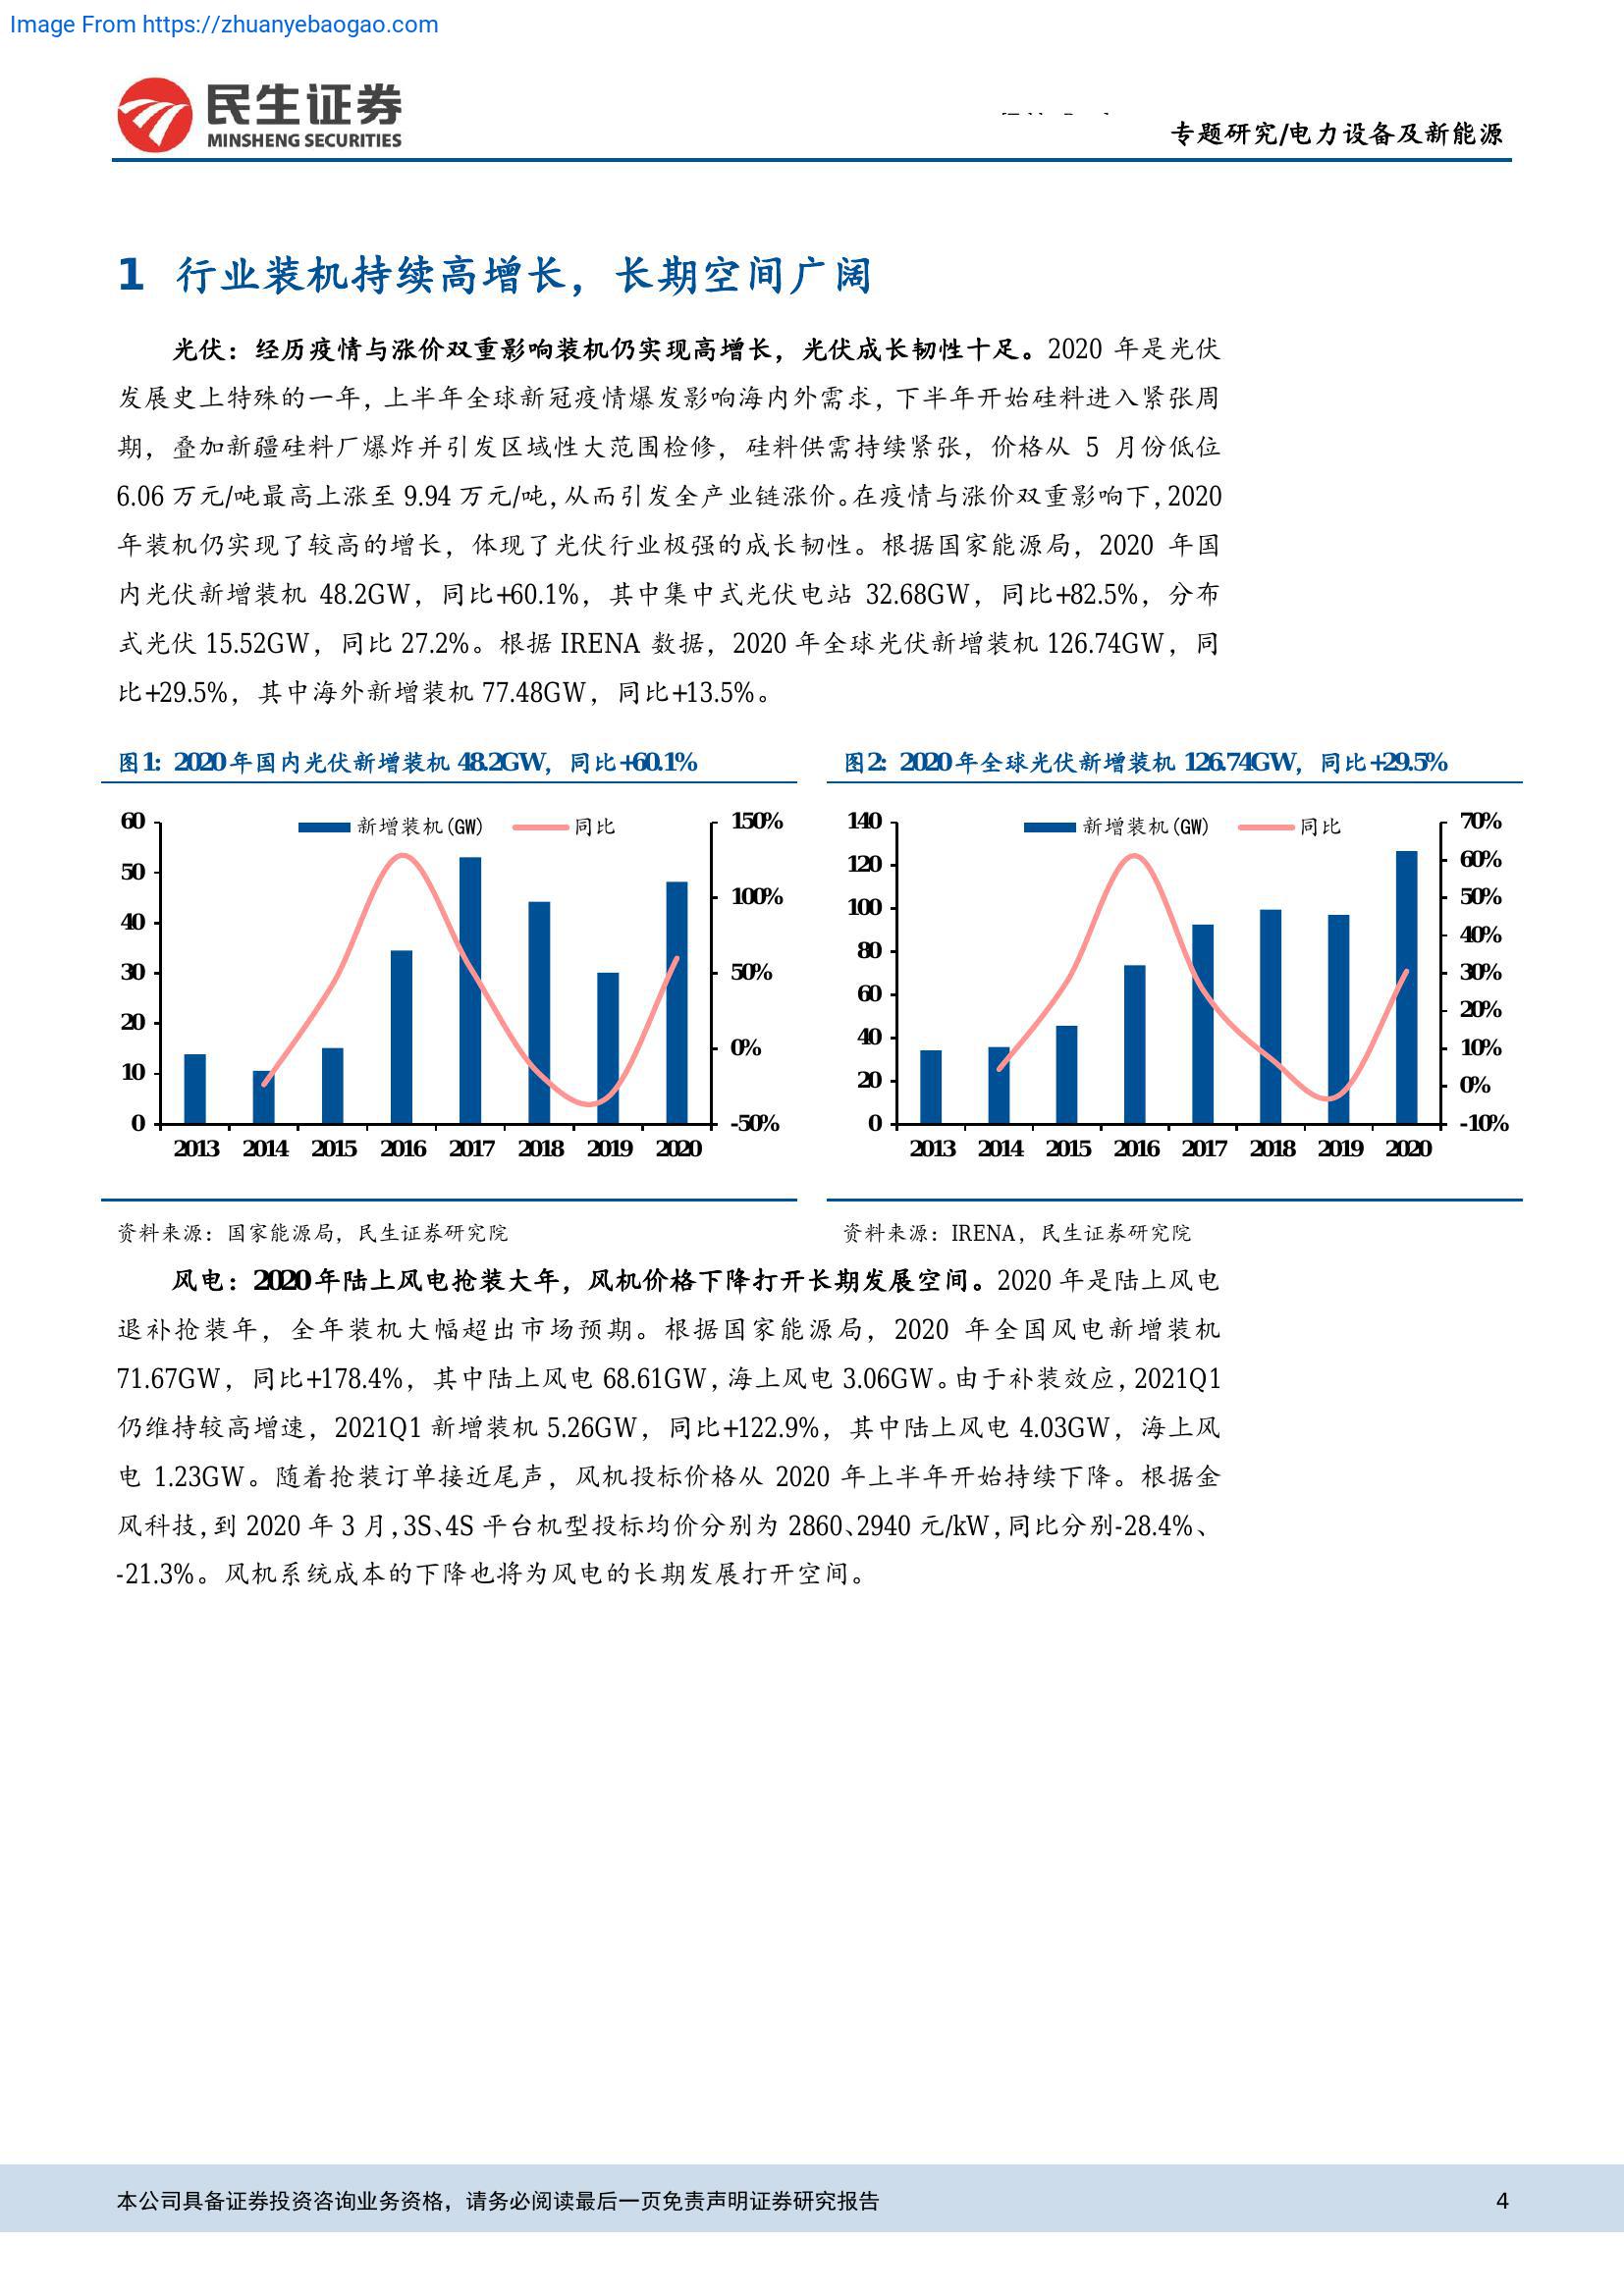 Image From https://zhuanyebaogao.com
民生证券
MINSHENG SECURITIES
专题研究/电力设备及新能源
1 行业装机持续高增长，长期空间广阔
光伏：经历疫情与涨价双重影响装机仍实现高增长，光伏成长韧性十足。2020 年是光伏
发展史上特殊的一年，上半年全球新冠疫情爆发影响海内外需求，下半年开始硅料进入紧张周
期，叠加新疆硅料厂爆炸并引发区域性大范围检修，硅料供需持续紧张，价格从 5 月份低位
6.06 万元/吨最高上涨至 9.94 万元/吨，从而引发全产业链涨价。在疫情与涨价双重影响下，2020
年装机仍实现了较高的增长，体现了光伏行业极强的成长韧性。根据国家能源局，2020 年国
内光伏新增装机 48.2GW，同比+60.1%，其中集中式光伏电站 32.68GW，同比+82.5%，分布
式光伏 15.52GW，同比 27.2%。根据 IRENA 数据，2020 年全球光伏新增装机 126.74GW，同
比+29.5%，其中海外新增装机 77.48GW，同比+13.5%。
图1：2020 年国内光伏新增装机 48.2GW，同比+60.1%
60
50
40
30
20
10
0
新增装机(GW) 同比
150%
100%
50%
0%
-50%
2013 2014 2015 2016 2017 2018 2019 2020
资料来源：国家能源局，民生证券研究院
图2：2020 年全球光伏新增装机 126.74GW，同比+29.5%
140
120
100
80
60
40
20
0
新增装机(GW) 同比
70%
60%
50%
40%
30%
20%
10%
0%
-10%
2013 2014 2015 2016 2017 2018 2019 2020
资料来源：IRENA，民生证券研究院
风电：2020 年陆上风电抢装大年，风机价格下降打开长期发展空间。2020 年是陆上风电
退补抢装年，全年装机大幅超出市场预期。根据国家能源局，2020 年全国风电新增装机
71.67GW，同比+178.4%，其中陆上风电 68.61GW，海上风电 3.06GW。由于补装效应，2021Q1
仍维持较高增速，2021Q1 新增装机 5.26GW，同比+122.9%，其中陆上风电 4.03GW，海上风
电 1.23GW。随着抢装订单接近尾声，风机投标价格从 2020 年上半年开始持续下降。根据金
风科技，到 2020 年 3 月，3S、4S 平台机型投标均价分别为 2860、2940 元/kW，同比分别-28.4%、
-21.3%。风机系统成本的下降也将为风电的长期发展打开空间。
本公司具备证券投资咨询业务资格，请务必阅读最后一页免责声明证券研究报告 4